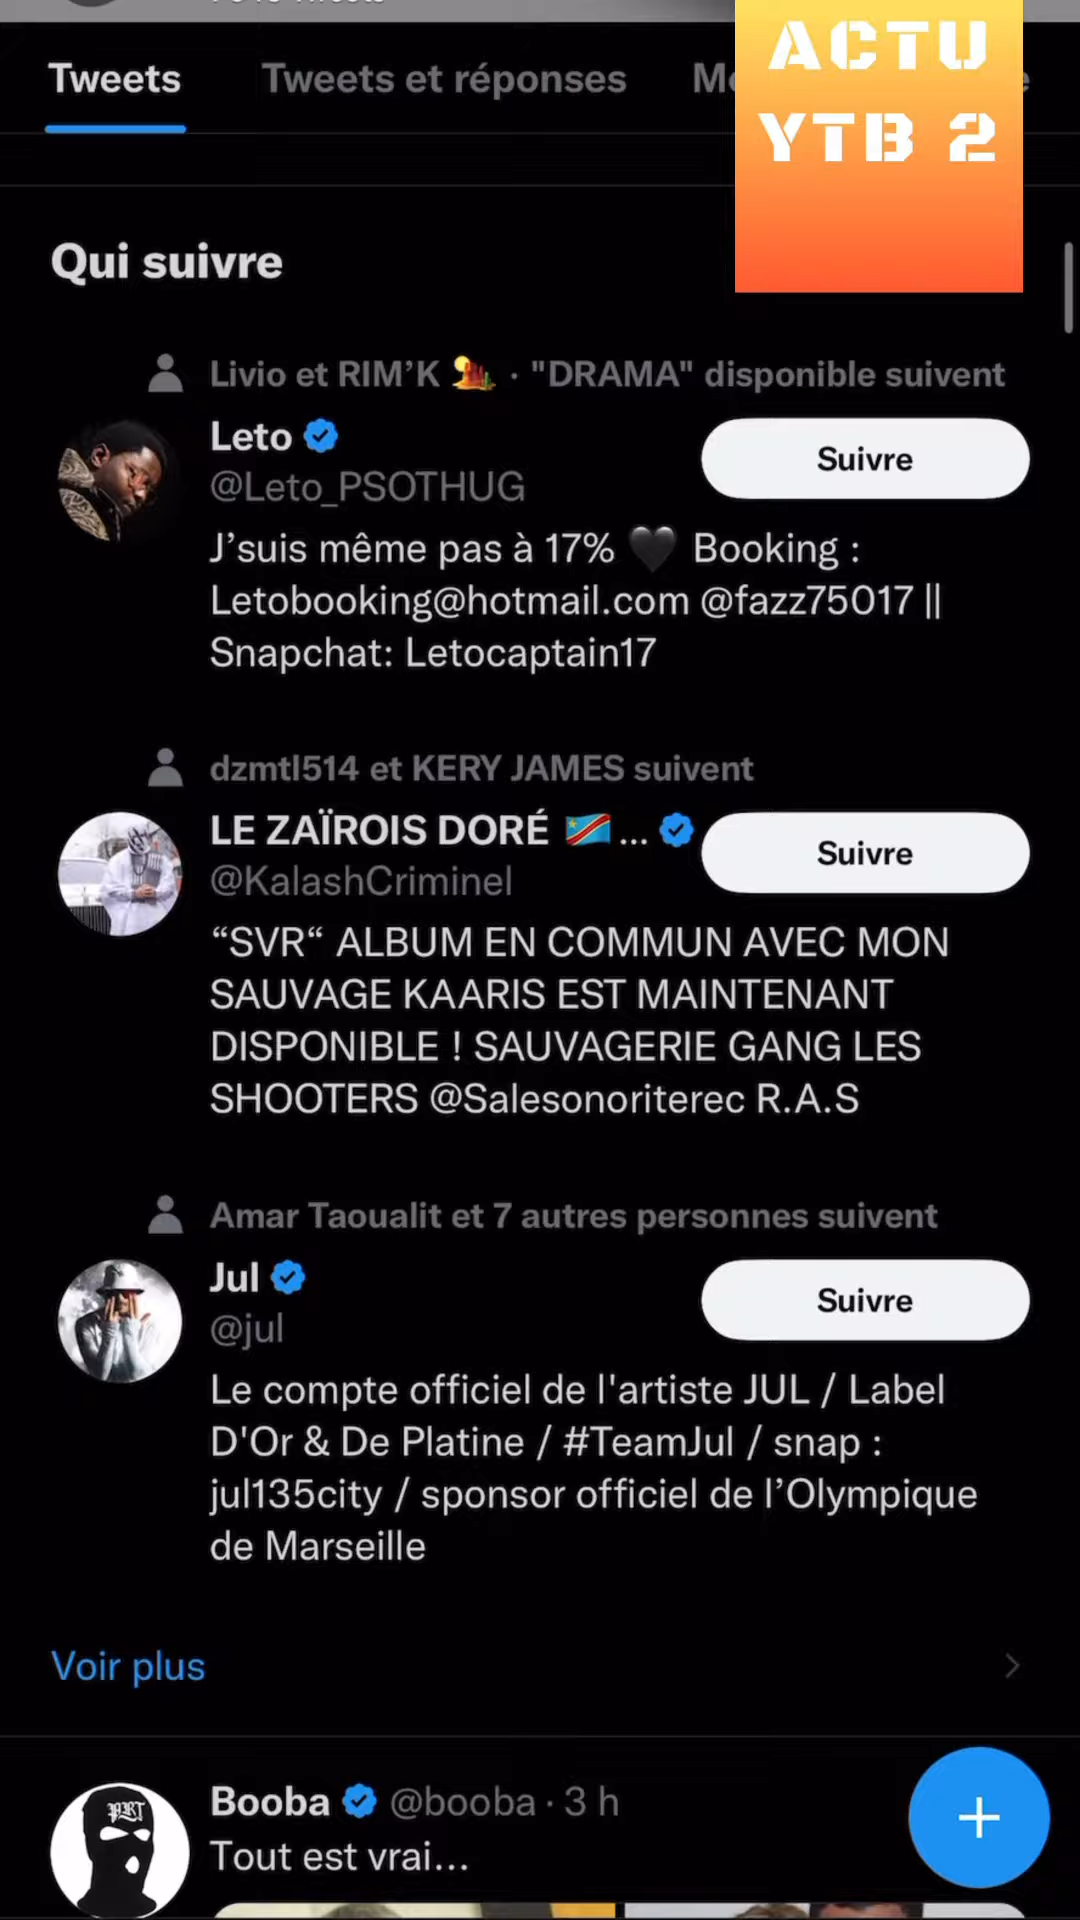 Tweets
Tweets et réponses
ACTU
YTB 2
Qui suivre
Livio et RIM’K 🏜️ · "DRAMA" disponible suivent
Leto
@Leto_PSOTHUG
Suivre
J’suis même pas à 17% 🖤 Booking :
Letobooking@hotmail.com @fazz75017 ||
Snapchat: Letocaptain17
dzmtl514 et KERY JAMES suivent
LE ZAÏROIS DORÉ 🇨🇩...
@KalashCriminel
Suivre
“SVR“ ALBUM EN COMMUN AVEC MON
SAUVAGE KAARIS EST MAINTENANT
DISPONIBLE ! SAUVAGERIE GANG LES
SHOOTERS @Salesonoriterec R.A.S
Amar Taoualit et 7 autres personnes suivent
Jul
@jul
Suivre
Le compte officiel de l'artiste JUL / Label
D'Or & De Platine / #TeamJul / snap :
jul135city / sponsor officiel de l’Olympique
de Marseille
Voir plus
Booba @booba · 3 h
Tout est vrai...